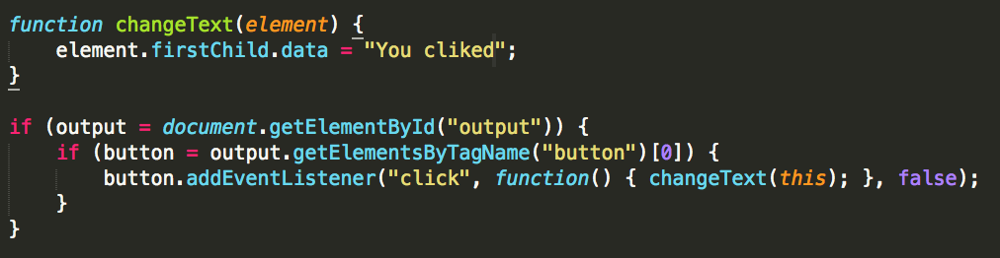 function changeText(element) {
    element.firstChild.data = "You cliked";
}

if (output = document.getElementById("output")) {
    if (button = output.getElementsByTagName("button")[0]) {
        button.addEventListener("click", function() { changeText(this); }, false);
    }
}